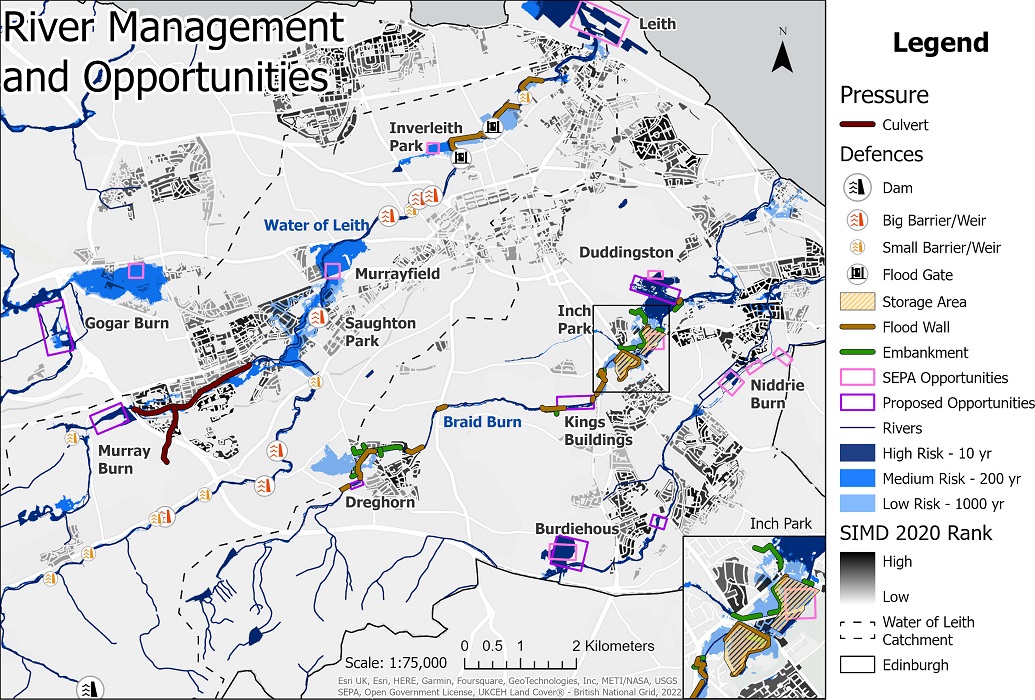 River Management
and Opportunities
Leith
N
Inverleith
Park
Water of Leith
Murrayfield
Duddingston
Gogar Burn
Saughton
Park
Inch
Park
Niddrie
Burn
Murray
Burn
Braid Burn
Kings
Buildings
Dreghorn
Burdiehous
Inch Park
Scale: 1:75,000
0 0.5 1 2 Kilometers
Esri UK, Esri, HERE, Garmin, Foursquare, GeoTechnologies, Inc, METI/NASA, USGS
SEPA, Open Government License, UKCEH Land Cover® - British National Grid, 2022
Legend
Pressure
Culvert
Defences
Dam
Big Barrier/Weir
Small Barrier/Weir
Flood Gate
Storage Area
Flood Wall
Embankment
SEPA Opportunities
Proposed Opportunities
Rivers
High Risk - 10 yr
Medium Risk - 200 yr
Low Risk - 1000 yr
SIMD 2020 Rank
High
Low
Water of Leith
Catchment
Edinburgh